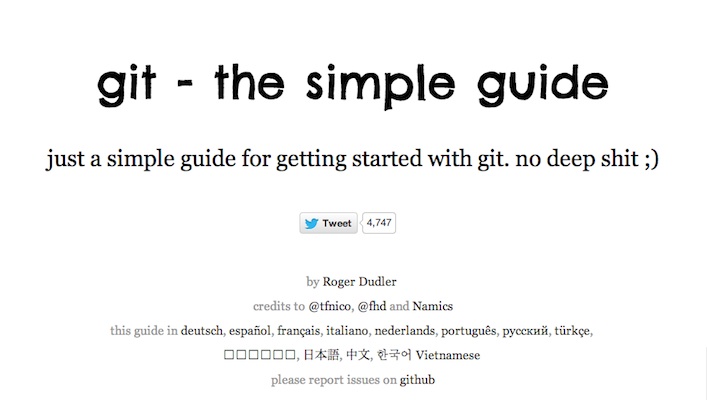 git - the simple guide
just a simple guide for getting started with git. no deep shit ;)
Tweet 4,747
by Roger Dudler
credits to @tfnico, @fhd and Namics
this guide in deutsch, español, français, italiano, nederlands, português, русский, türkçe,
□□□□□□, 日本語, 中文, 한국어 Vietnamese
please report issues on github